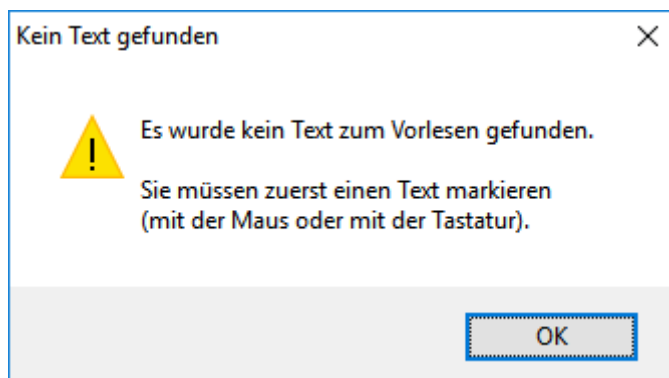 Kein Text gefunden
Es wurde kein Text zum Vorlesen gefunden.
Sie müssen zuerst einen Text markieren
(mit der Maus oder mit der Tastatur).
OK